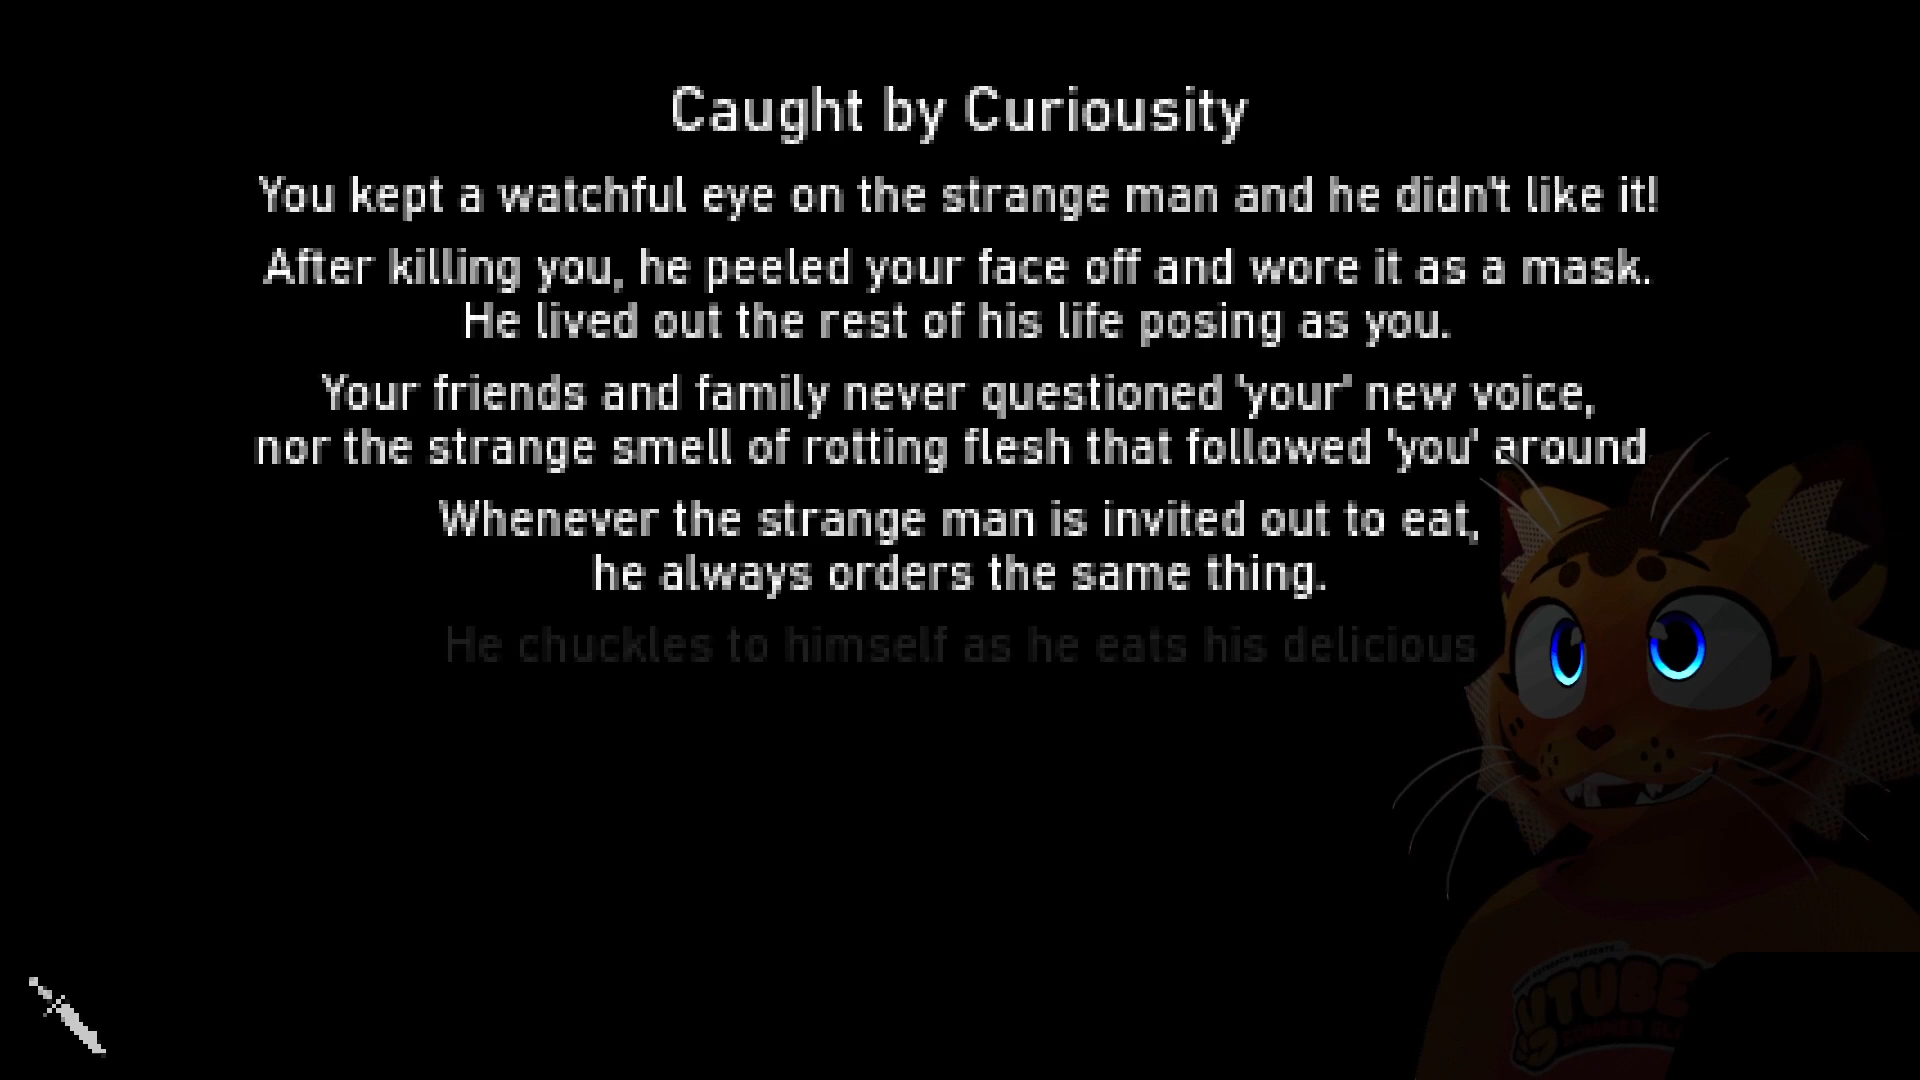 Caught by Curiousity
You kept a watchful eye on the strange man and he didn't like it!
After killing you, he peeled your face off and wore it as a mask.
He lived out the rest of his life posing as you.
Your friends and family never questioned 'your' new voice,
nor the strange smell of rotting flesh that followed 'you' around
Whenever the strange man is invited out to eat,
he always orders the same thing.
He chuckles to himself as he eats his delicious
VTUBE